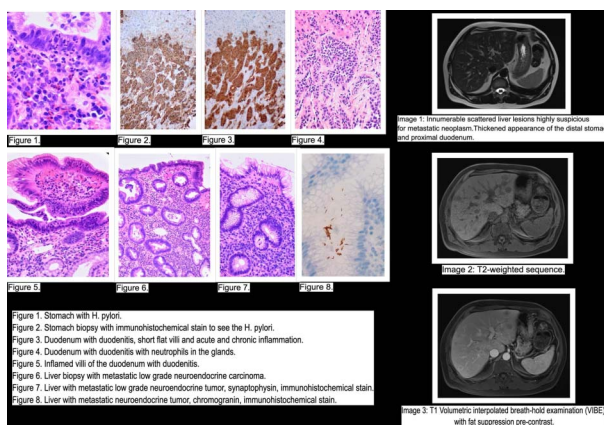 Figure 1.
Figure 2.
Figure 3.
Figure 4.
Image 1: Innumerable scattered liver lesions highly suspicious
for metastatic neoplasm.Thickened appearance of the distal stoma
and proximal duodenum.
Figure 5.
Figure 6.
Figure 7.
Figure 8.
Image 2: T2-weighted sequence.
Figure 1. Stomach with H. pylori.
Figure 2. Stomach biopsy with immunohistochemical stain to see the H. pylori.
Figure 3. Duodenum with duodenitis, short flat villi and acute and chronic inflammation.
Figure 4. Duodenum with duodenitis with neutrophils in the glands.
Figure 5. Inflamed villi of the duodenum with duodenitis.
Figure 6. Liver biopsy with metastatic low grade neuroendocrine carcinoma.
Figure 7. Liver with metastatic low grade neuroendocrine tumor, synaptophysin, immunohistochemical stain.
Figure 8. Liver with metastatic neuroendocrine tumor, chromogranin, immunohistochemical stain.
Image 3: T1 Volumetric interpolated breath-hold examination (VIBE)
with fat suppression pre-contrast.